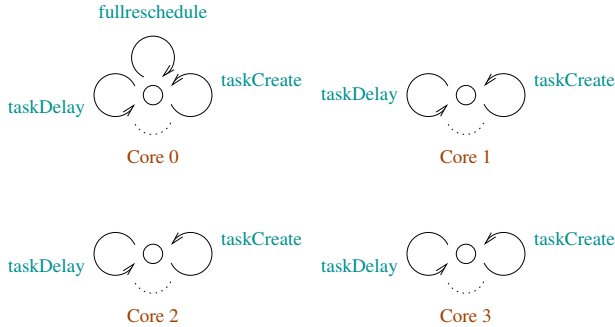 fullreschedule
taskCreate
taskDelay
Core 0
taskCreate
taskDelay
Core 1
taskCreate
taskDelay
Core 2
taskCreate
taskDelay
Core 3